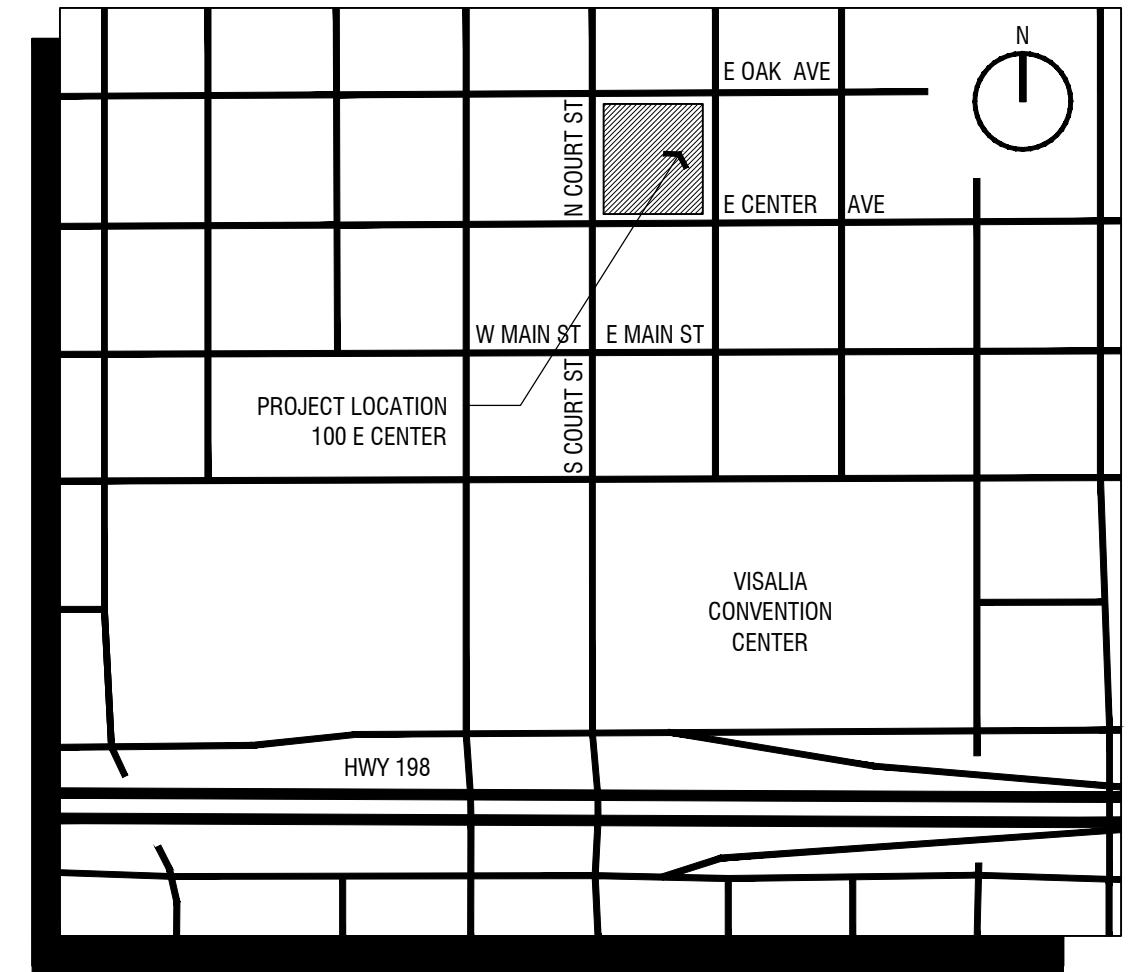 N
E OAK AVE
N COURT ST
E CENTER AVE
W MAIN ST E MAIN ST
S COURT ST
PROJECT LOCATION
100 E CENTER
VISALIA
CONVENTION
CENTER
HWY 198